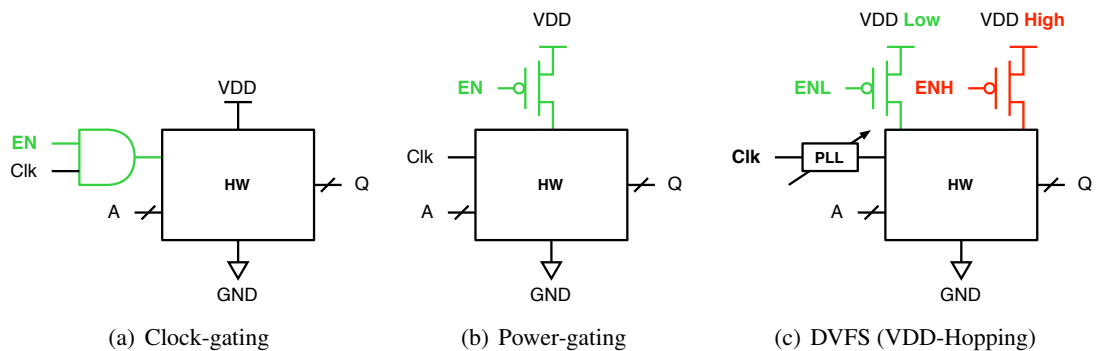 VDD
EN
Clk
HW
A
Q
GND
(a) Clock-gating
VDD
EN
Clk
HW
A
Q
GND
(b) Power-gating
VDD Low
VDD High
ENL
ENH
Clk
PLL
HW
A
Q
GND
(c) DVFS (VDD-Hopping)